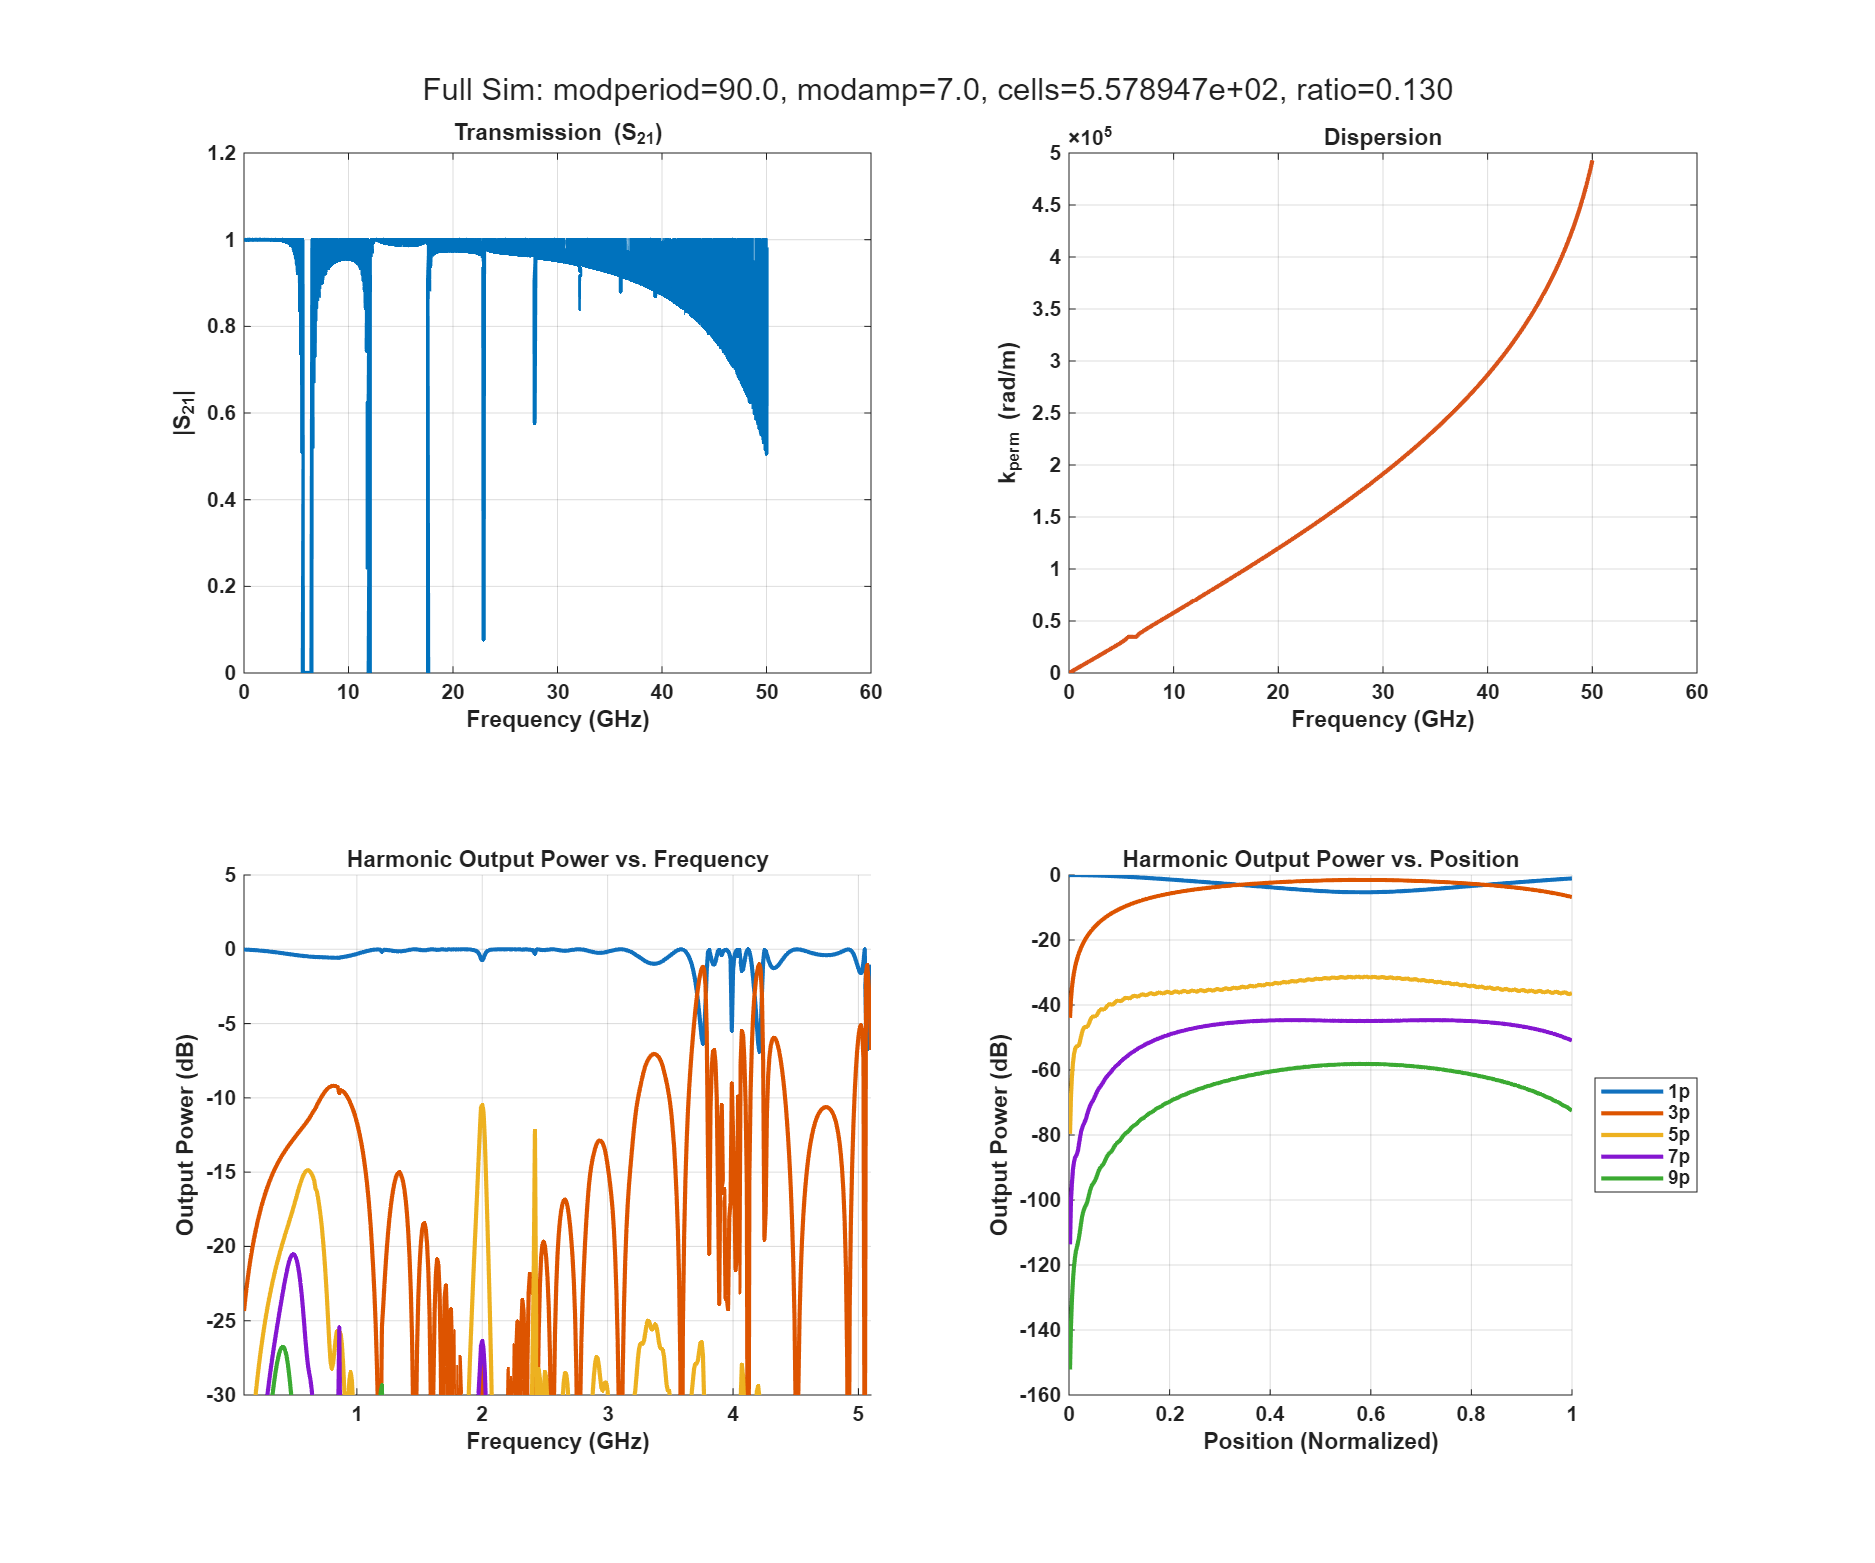 Full Sim: modperiod=90.0, modamp=7.0, cells=5.578947e+02, ratio=0.130
Transmission (S21)
1.2
1
0.8
0.6
0.4
0.2
0
|S21|
0 10 20 30 40 50 60
Frequency (GHz)
×10^5
Dispersion
5
4.5
4
3.5
3
2.5
2
1.5
1
0.5
0
kperm (rad/m)
0 10 20 30 40 50 60
Frequency (GHz)
Harmonic Output Power vs. Frequency
5
0
-5
-10
-15
-20
-25
-30
Output Power (dB)
1 2 3 4 5
Frequency (GHz)
Harmonic Output Power vs. Position
0
-20
-40
-60
-80
-100
-120
-140
-160
Output Power (dB)
0 0.2 0.4 0.6 0.8 1
Position (Normalized)
1p
3p
5p
7p
9p